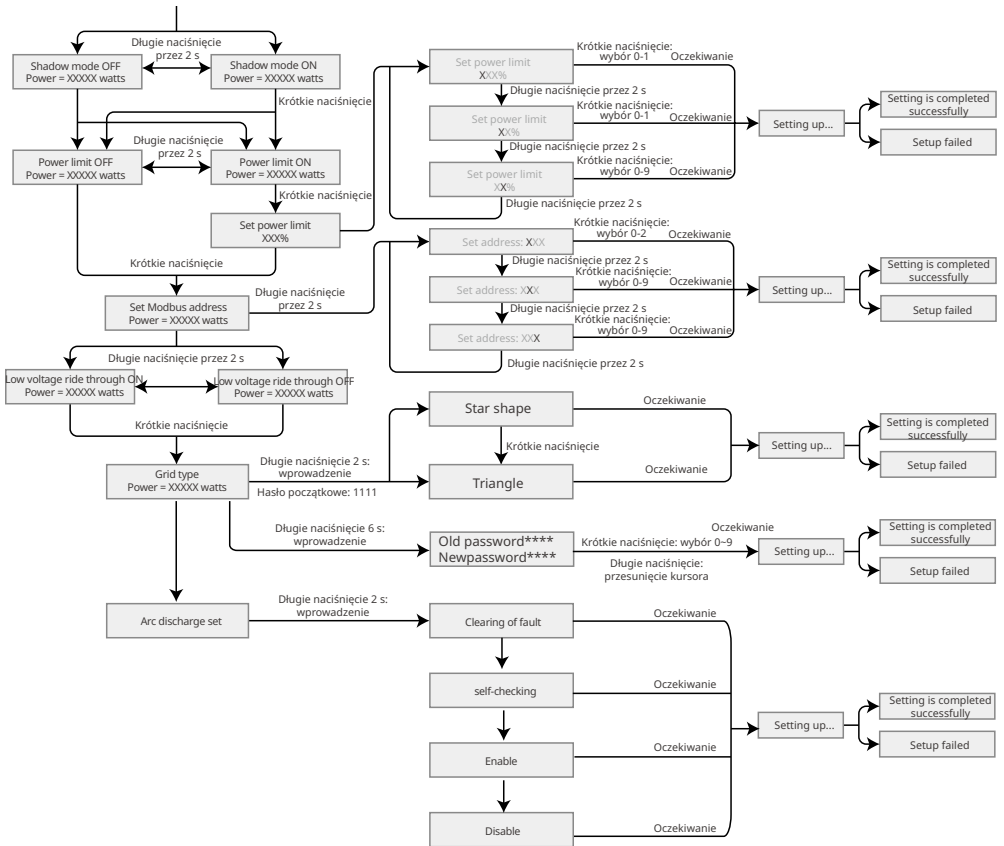 Długie naciśnięcie
przez 2 s
Shadow mode OFF
Power = XXXXX watts
Shadow mode ON
Power = XXXXX watts
Krótkie naciśnięcie
Długie naciśnięcie
przez 2 s
Power limit OFF
Power = XXXXX watts
Power limit ON
Power = XXXXX watts
Krótkie naciśnięcie
Set power limit
XXX%
Krótkie naciśnięcie
Set Modbus address
Power = XXXXX watts
Długie naciśnięcie
przez 2 s
Długie naciśnięcie przez 2 s
Low voltage ride through ON
Power = XXXXX watts
Low voltage ride through OFF
Power = XXXXX watts
Krótkie naciśnięcie
Grid type
Power = XXXXX watts
Długie naciśnięcie 2 s:
wprowadzenie
Hasło początkowe: 1111
Długie naciśnięcie 6 s:
wprowadzenie
Arc discharge set
Długie naciśnięcie 2 s:
wprowadzenie
Set power limit
XXX%
Krótkie naciśnięcie:
wybór 0-1
Oczekiwanie
Długie naciśnięcie przez 2 s
Set power limit
XX%
Krótkie naciśnięcie:
wybór 0-1
Oczekiwanie
Długie naciśnięcie przez 2 s
Set power limit
XX%
Krótkie naciśnięcie:
wybór 0-9
Oczekiwanie
Długie naciśnięcie przez 2 s
Setting up...
Setting is completed
successfully
Setup failed
Set address: XXX
Krótkie naciśnięcie:
wybór 0-2
Oczekiwanie
Długie naciśnięcie przez 2 s
Set address: XXX
Krótkie naciśnięcie:
wybór 0-9
Oczekiwanie
Długie naciśnięcie przez 2 s
Set address: XXX
Krótkie naciśnięcie:
wybór 0-9
Oczekiwanie
Długie naciśnięcie przez 2 s
Setting up...
Setting is completed
successfully
Setup failed
Star shape
Oczekiwanie
Krótkie naciśnięcie
Triangle
Oczekiwanie
Setting up...
Setting is completed
successfully
Setup failed
Old password****
Newpassword****
Oczekiwanie
Krótkie naciśnięcie: wybór 0~9
Długie naciśnięcie:
przesunięcie kursora
Setting up...
Setting is completed
successfully
Setup failed
Clearing of fault
Oczekiwanie
self-checking
Oczekiwanie
Enable
Oczekiwanie
Disable
Oczekiwanie
Setting up...
Setting is completed
successfully
Setup failed